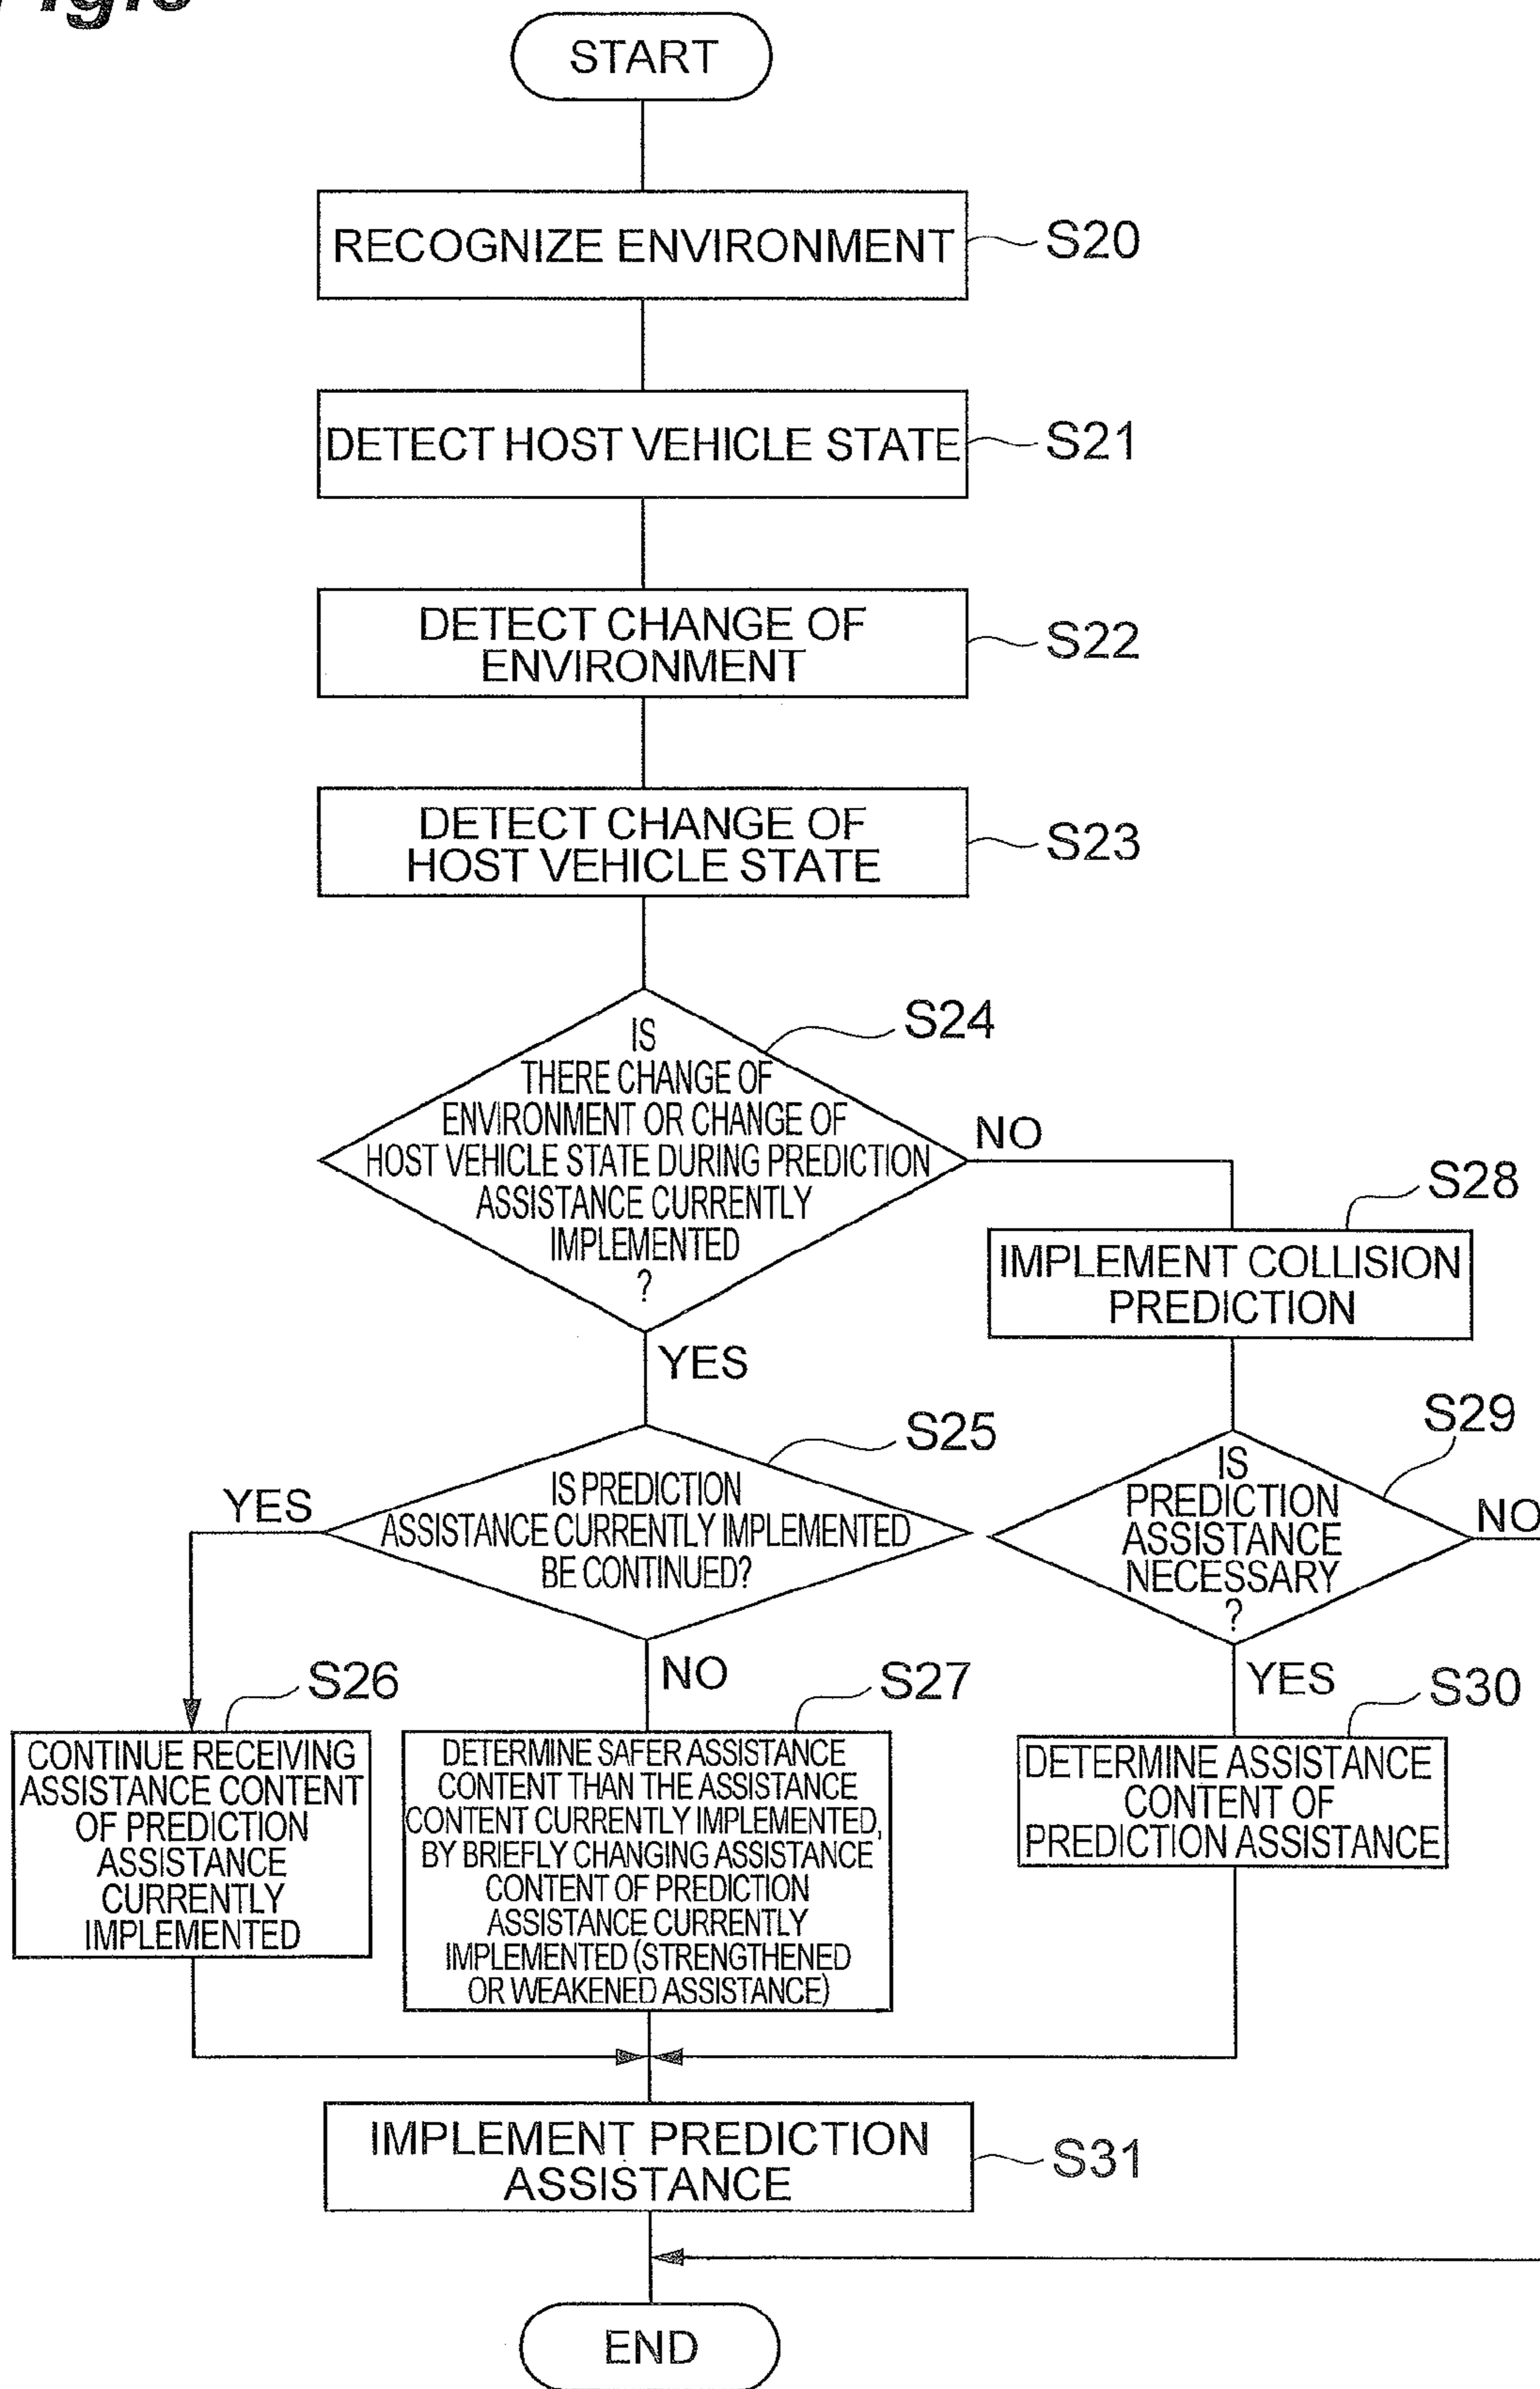 START
RECOGNIZE ENVIRONMENT
S20
DETECT HOST VEHICLE STATE
S21
DETECT CHANGE OF
ENVIRONMENT
S22
DETECT CHANGE OF
HOST VEHICLE STATE
S23
IS
THERE CHANGE OF
ENVIRONMENT OR CHANGE OF
HOST VEHICLE STATE DURING PREDICTION
ASSISTANCE CURRENTLY
IMPLEMENTED
?
S24
NO
YES
S28
IMPLEMENT COLLISION
PREDICTION
IS PREDICTION
ASSISTANCE CURRENTLY IMPLEMENTED
BE CONTINUED?
S25
YES
NO
IS
PREDICTION
ASSISTANCE
NECESSARY
?
S29
NO
YES
S26
CONTINUE RECEIVING
ASSISTANCE CONTENT
OF PREDICTION
ASSISTANCE
CURRENTLY
IMPLEMENTED
S27
DETERMINE SAFER ASSISTANCE
CONTENT THAN THE ASSISTANCE
CONTENT CURRENTLY IMPLEMENTED,
BY BRIEFLY CHANGING ASSISTANCE
CONTENT OF PREDICTION
ASSISTANCE CURRENTLY
IMPLEMENTED (STRENGTHENED
OR WEAKENED ASSISTANCE)
S30
DETERMINE ASSISTANCE
CONTENT OF
PREDICTION ASSISTANCE
IMPLEMENT PREDICTION
ASSISTANCE
S31
END